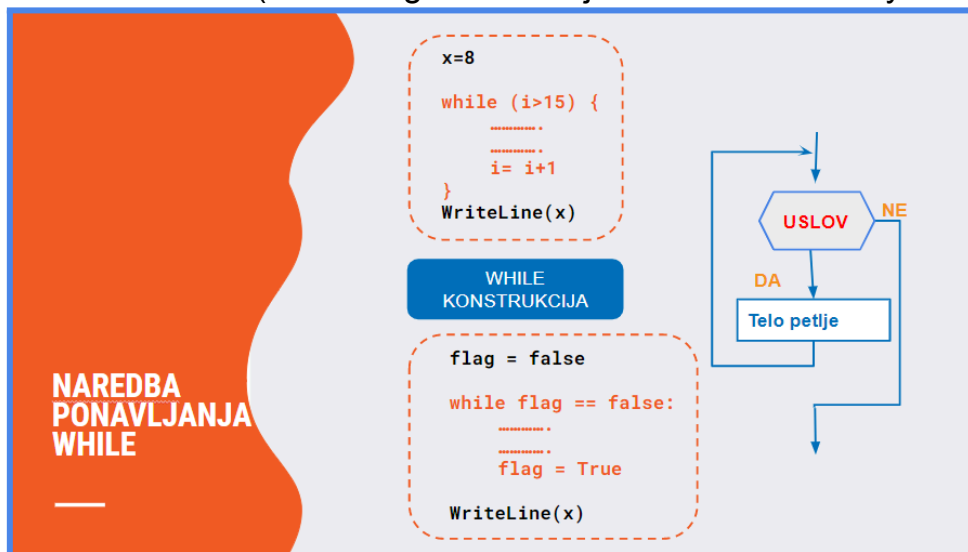 x=8
while (i>15) {
………….
………….
i= i+1
}
WriteLine(x)
WHILE
KONSTRUKCIJA
flag = false
while flag == false:
………….
………….
flag = True
WriteLine(x)
NAREDBA
PONAVLJANJA
WHILE
USLOV
NE
DA
Telo petlje